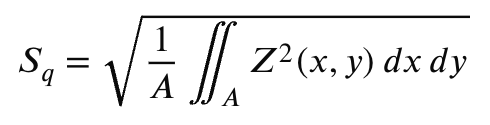 $S_q = \sqrt{\frac{1}{A} \iint_A Z^2(x, y) \, dx \, dy}$